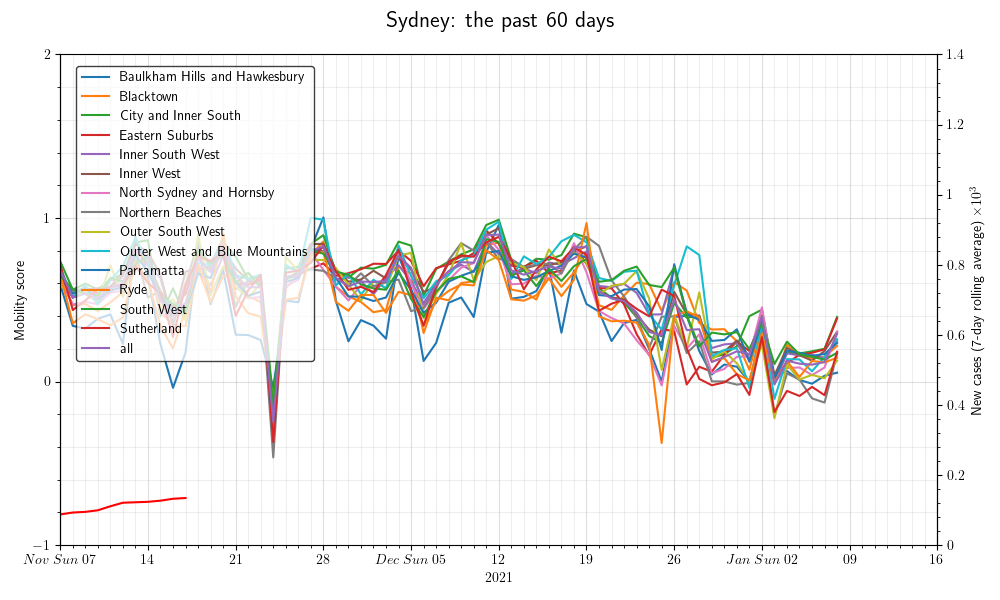 Sydney: the past 60 days
2
1
0
−1
Mobility score
Baulkham Hills and Hawkesbury
Blacktown
City and Inner South
Eastern Suburbs
Inner South West
Inner West
North Sydney and Hornsby
Northern Beaches
Outer South West
Outer West and Blue Mountains
Parramatta
Ryde
South West
Sutherland
all
1.4
1.2
1
0.8
0.6
0.4
0.2
0
New cases (7-day rolling average) ×10³
Nov Sun 07 14 21 28 Dec Sun 05 12 19 26 Jan Sun 02 09 16
2021